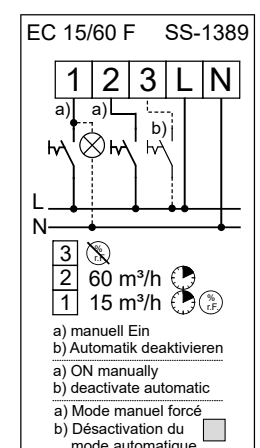 EC 15/60 F SS-1389
1 2 3 L N
a) a) b)
L
N
3 % r.F
2 60 m³/h
1 15 m³/h % r.F
a) manuell Ein
b) Automatik deaktivieren
a) ON manually
b) deactivate automatic
a) Mode manuel forcé
b) Désactivation du
mode automatique